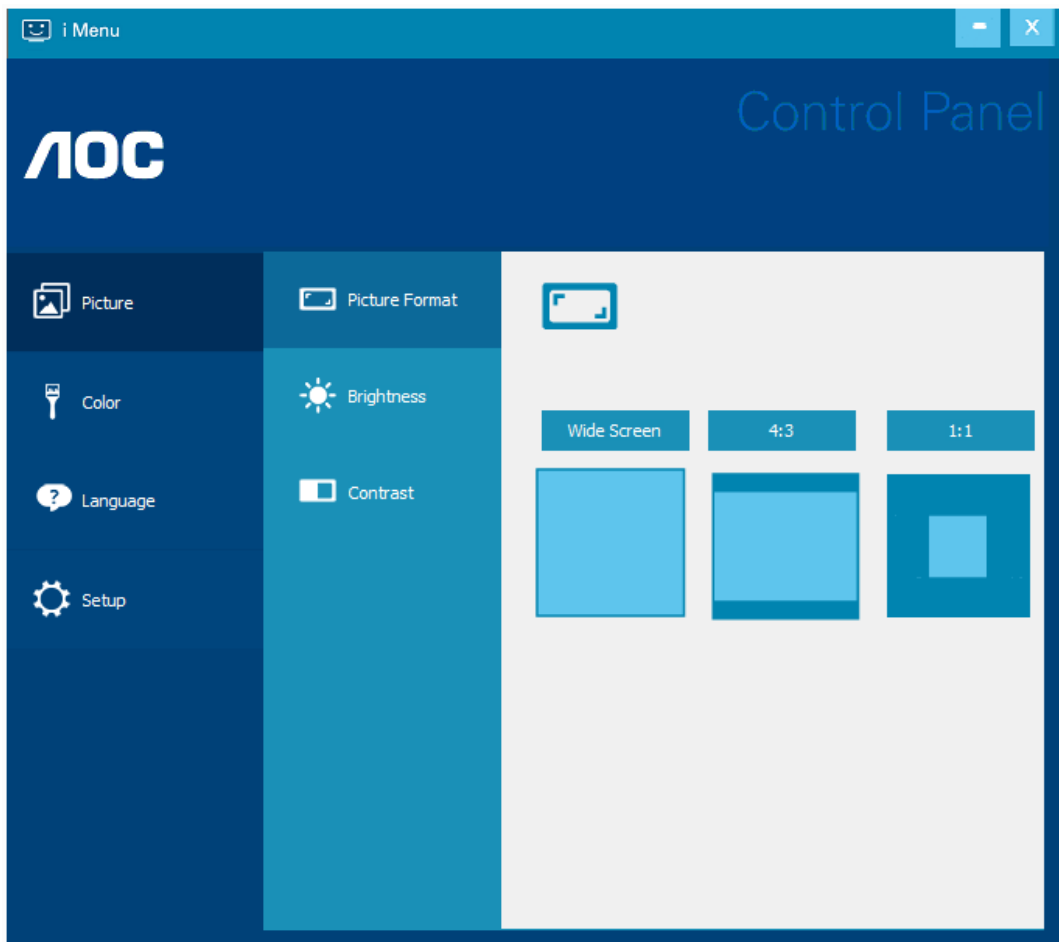 i Menu
X
Control Panel
AOC
Picture
Color
Language
Setup
Picture Format
Brightness
Contrast
Wide Screen
4:3
1:1